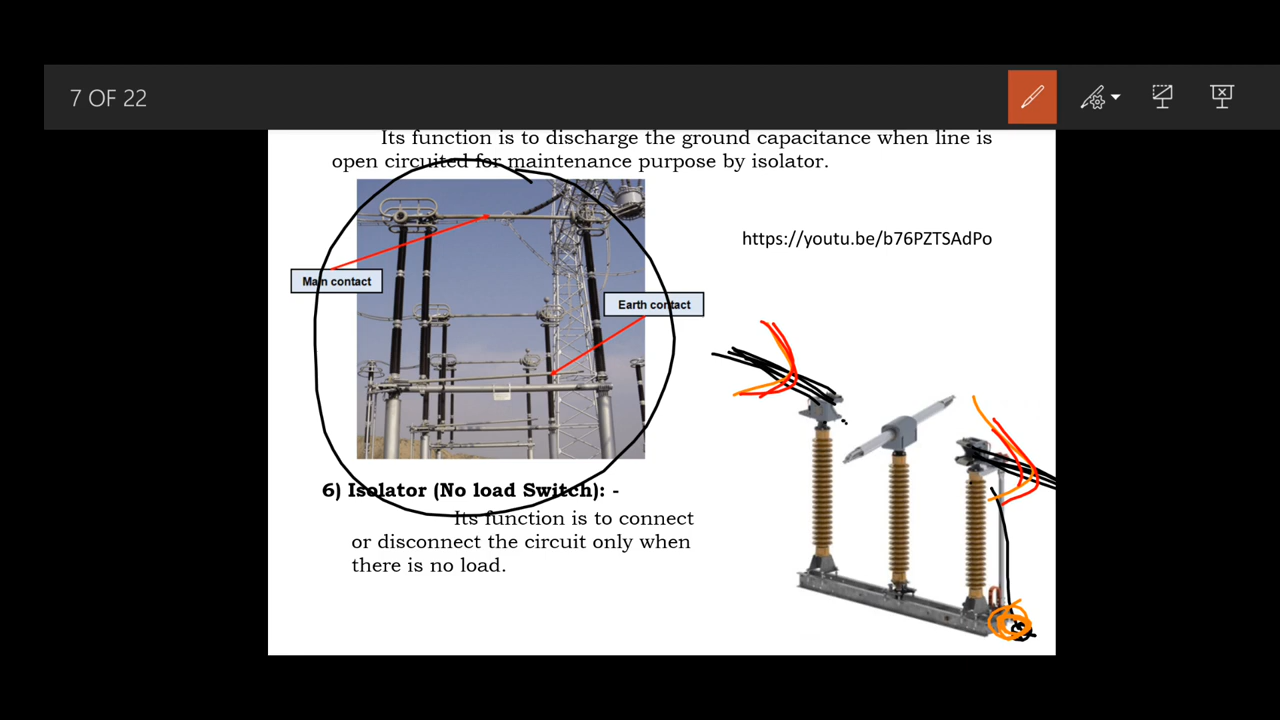 7 OF 22
Its function is to discharge the ground capacitance when line is
open circuited for maintenance purpose by isolator.
https://youtu.be/b76PZTSAdPo
Main contact
Earth contact
6) Isolator (No load Switch): -
Its function is to connect
or disconnect the circuit only when
there is no load.